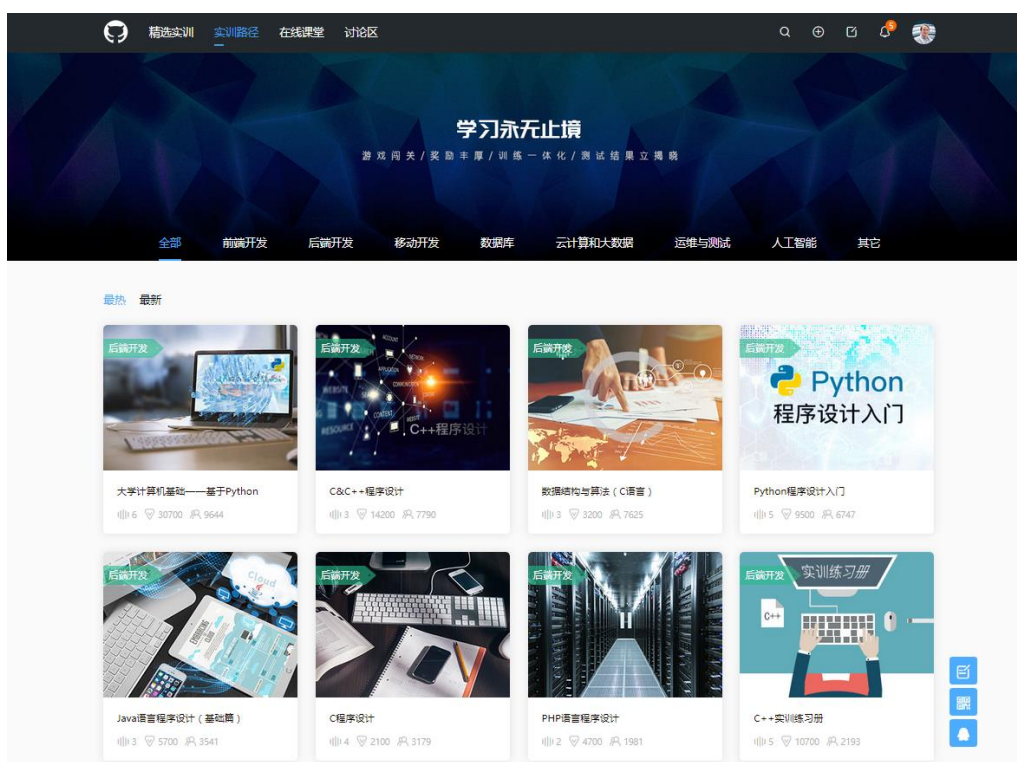 精选实训 实训路径 在线课堂 讨论区 5
学习永无止境
游戏闯关/奖励丰厚/训练一体化/测试结果立揭晓
全部 前端开发 后端开发 移动开发 数据库 云计算和大数据 运维与测试 人工智能 其它
最热 最新
后端开发
大学计算机基础——基于Python
6 30700 9644
后端开发
ACCOUNT
WEBSITE
CONTENT
RESOURCE
C++程序设计
C&C++程序设计
3 14200 7790
后端开发
数据结构与算法（C语言）
3 3200 7625
后端开发
Python
程序设计入门
Python程序设计入门
5 9500 6747
后端开发
Cloud
Java语言程序设计（基础篇）
3 5700 3541
后端开发
C程序设计
4 2100 3179
后端开发
PHP语言程序设计
2 4700 1981
后端开发
实训练习册
C++
C++实训练习册
5 10700 2193